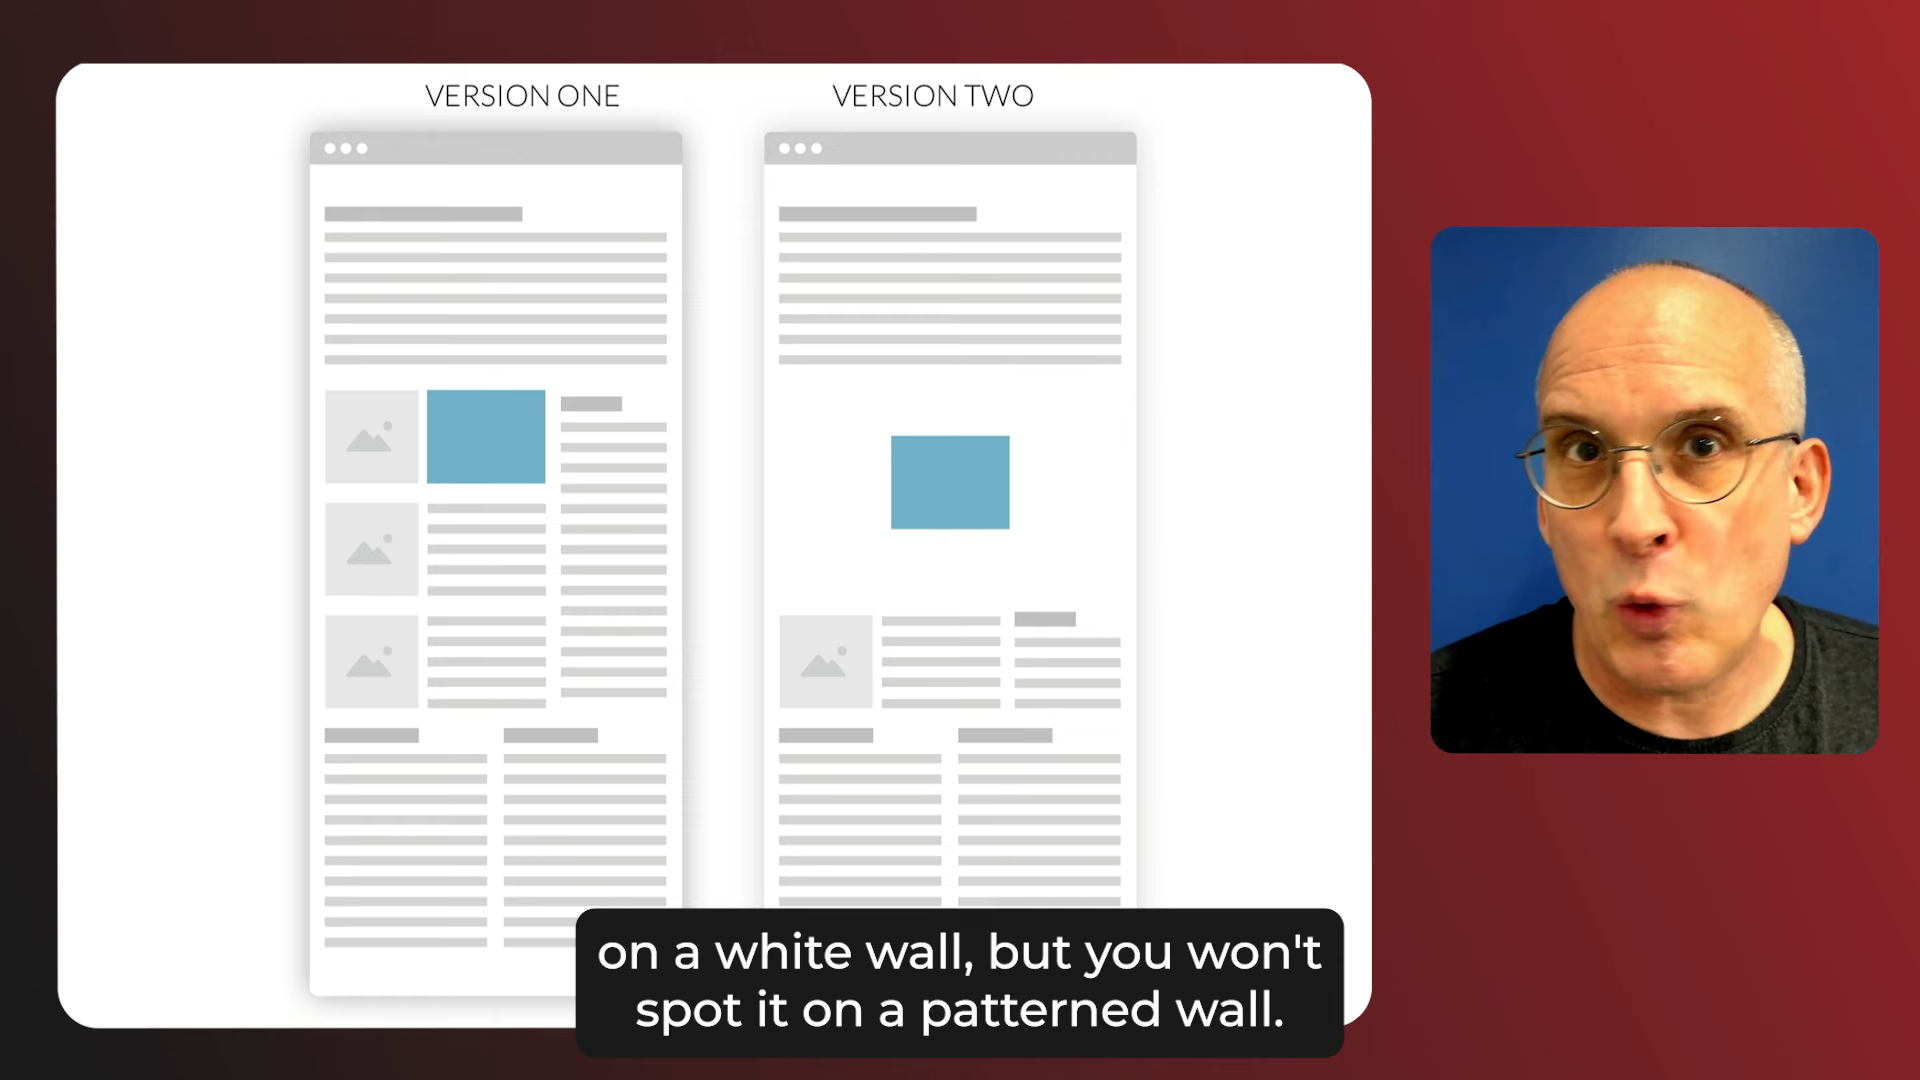 VERSION ONE
VERSION TWO
on a white wall, but you won't
spot it on a patterned wall.